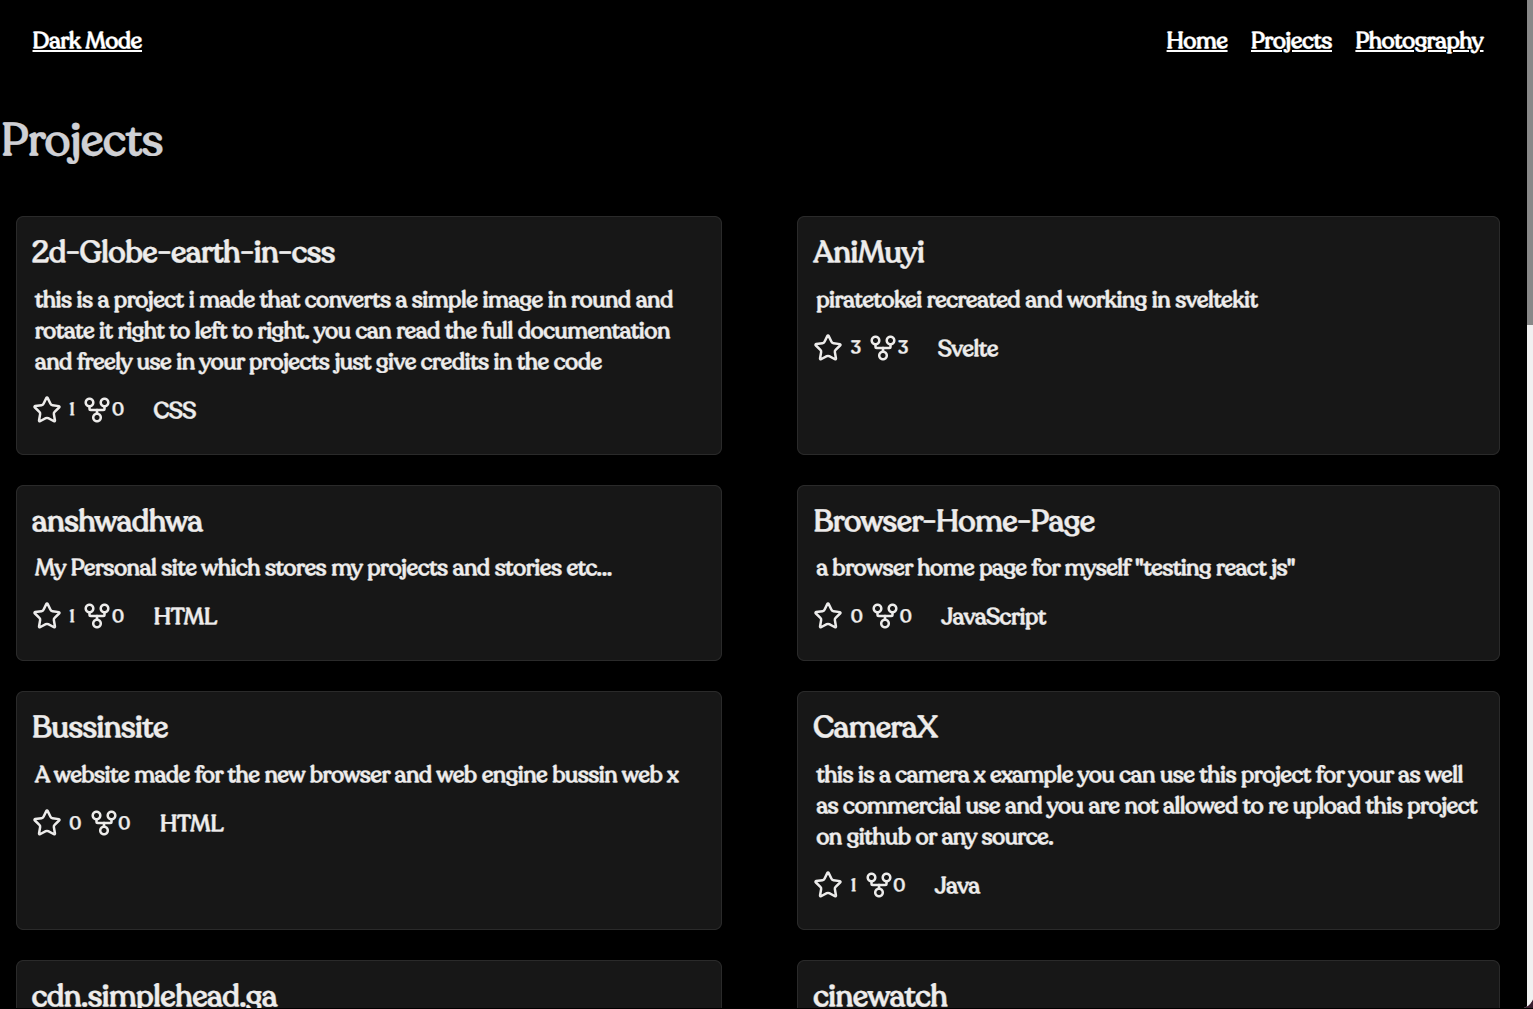 Dark Mode
Home Projects Photography
Projects
2d-Globe-earth-in-css
this is a project i made that converts a simple image in round and
rotate it right to left to right. you can read the full documentation
and freely use in your projects just give credits in the code
1 0 CSS
AniMuyi
piratetokei recreated and working in sveltekit
3 3 Svelte
anshwadhwa
My Personal site which stores my projects and stories etc...
1 0 HTML
Browser-Home-Page
a browser home page for myself "testing react js"
0 0 JavaScript
Bussinsite
A website made for the new browser and web engine bussin web x
0 0 HTML
CameraX
this is a camera x example you can use this project for your as well
as commercial use and you are not allowed to re upload this project
on github or any source.
1 0 Java
cdn.simplehead.ga
cinewatch